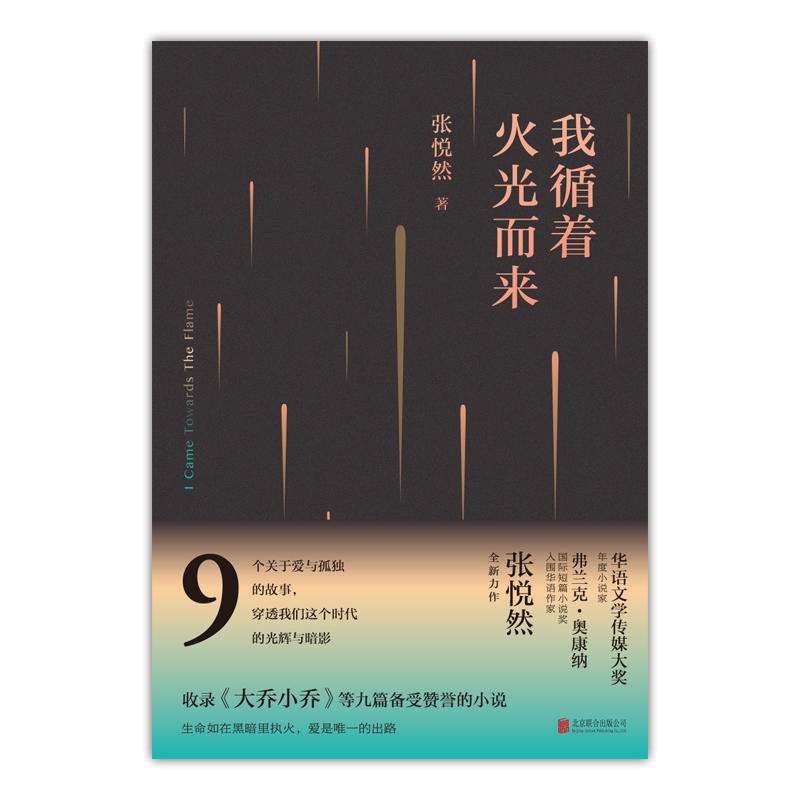 我循着
火光而来
张悦然 著
I Came Towards The Flame
9
个关于爱与孤独
的故事，
穿透我们这个时代
的光辉与暗影
华语文学传媒大奖
年度小说家
弗兰克·奥康纳
国际短篇小说奖
入围华语作家
张悦然
全新力作
收录《大乔小乔》等九篇备受赞誉的小说
生命如在黑暗里执火，爱是唯一的出路
北京联合出版公司
Beijing United Publishing Co.,Ltd.